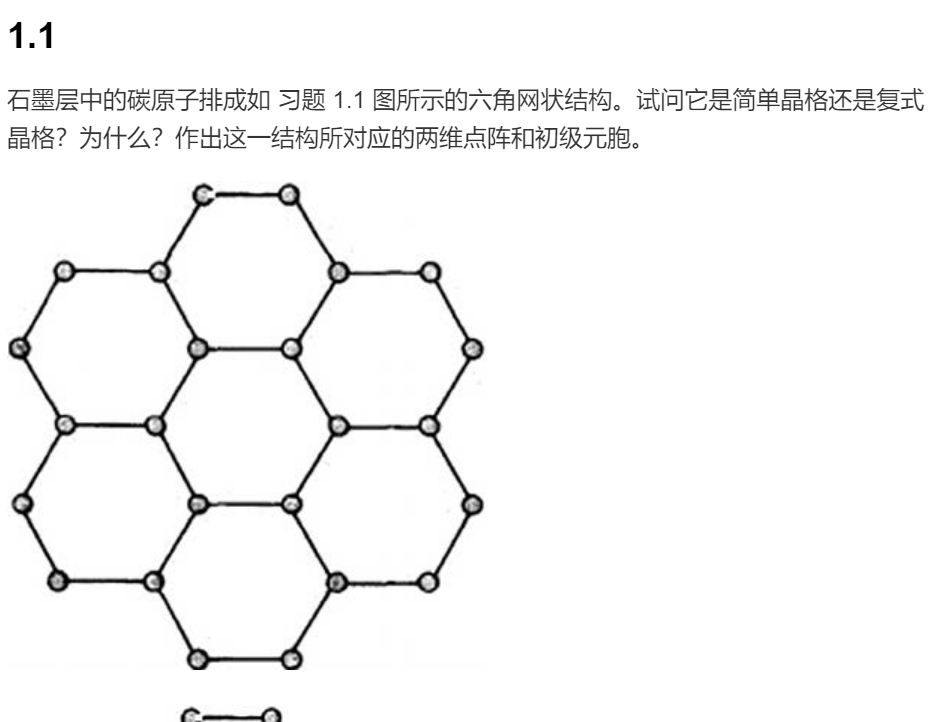 1.1
石墨层中的碳原子排成如 习题 1.1 图所示的六角网状结构。试问它是简单晶格还是复式
晶格？为什么？作出这一结构所对应的两维点阵和初级元胞。